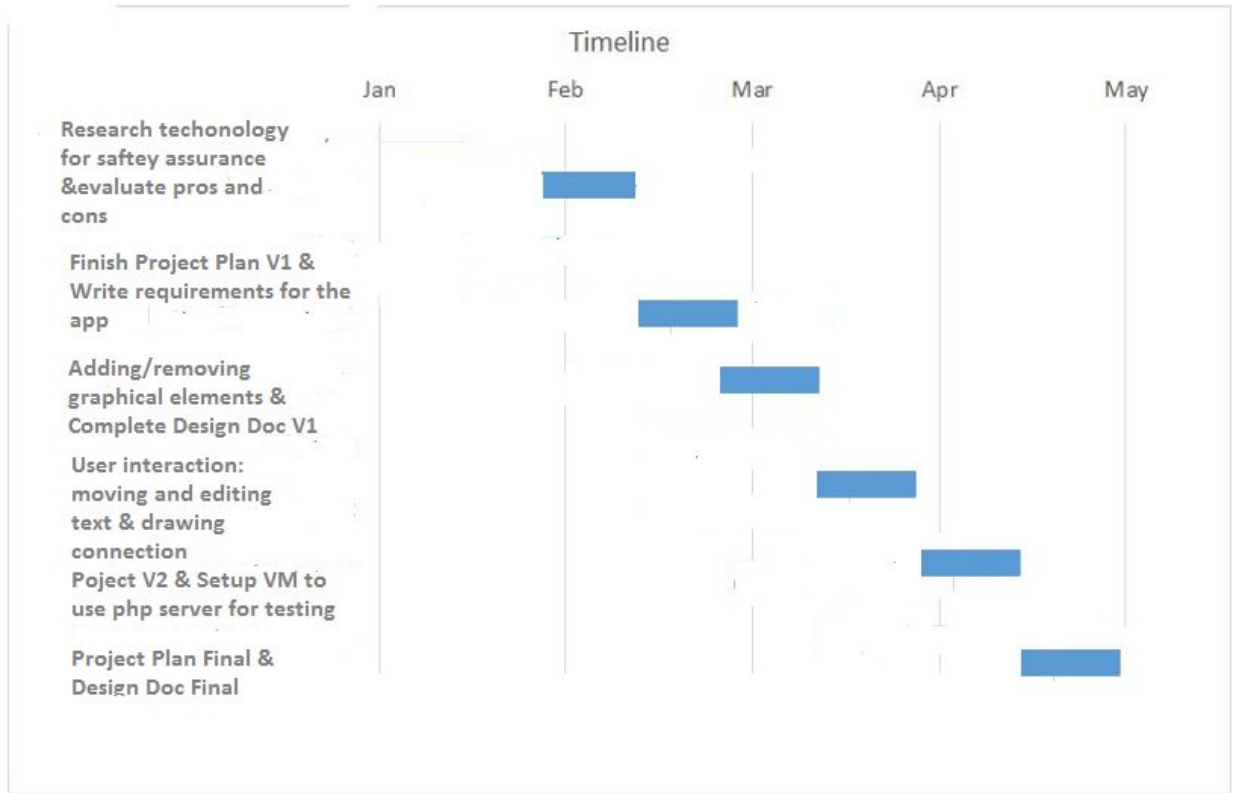 Timeline
Jan Feb Mar Apr May
Research techonology
for saftey assurance
&evaluate pros and
cons
Finish Project Plan V1 &
Write requirements for the
app
Adding/removing
graphical elements &
Complete Design Doc V1
User interaction:
moving and editing
text & drawing
connection
Poject V2 & Setup VM to
use php server for testing
Project Plan Final &
Design Doc Final